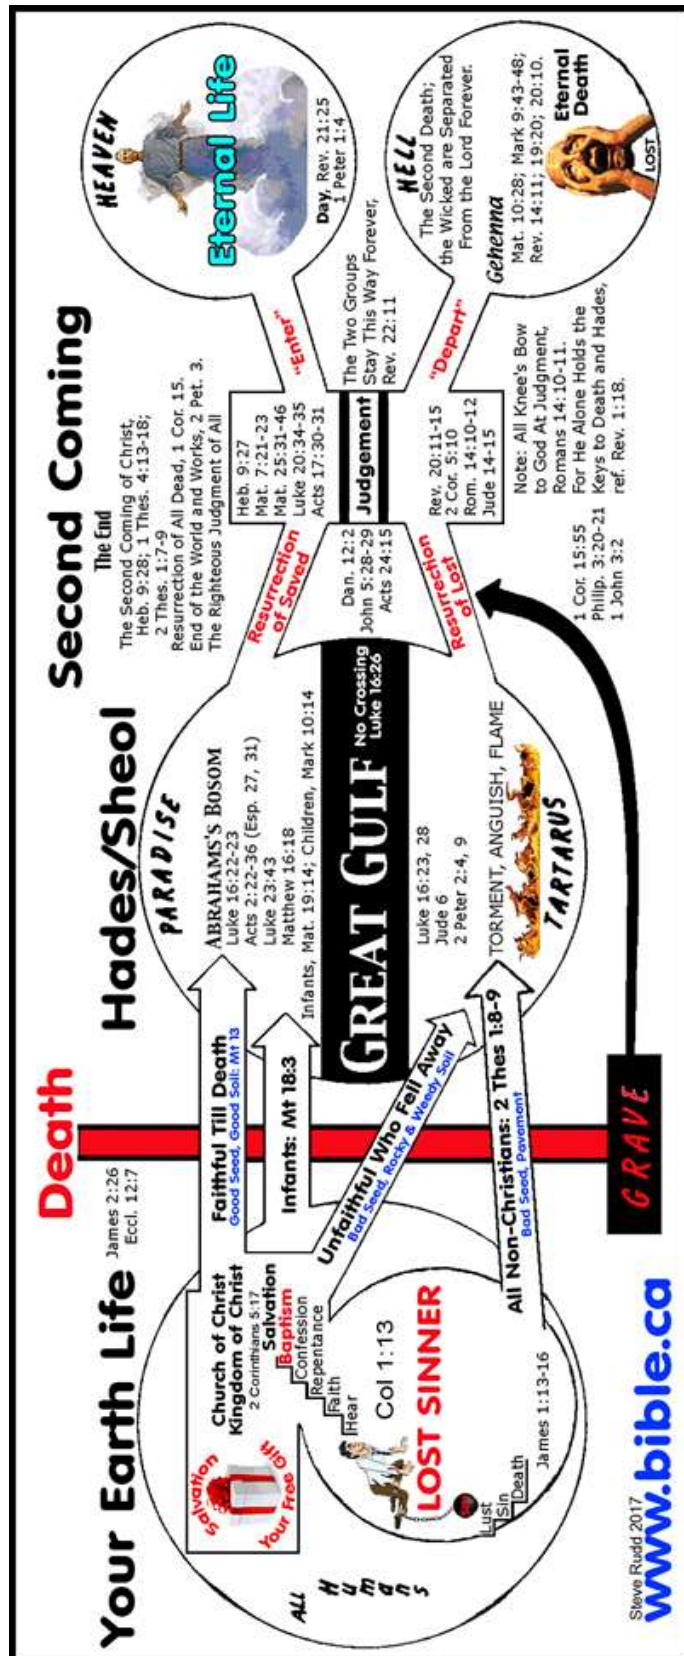 Your Earth Life
Death
Hades/Sheol
Second Coming
James 2:26
Eccl. 12:7
ALL
Humans
Salvation
Your Free Gift
Church of Christ
Kingdom of Christ
2 Corinthians 5:17
Salvation
Baptism
Confession
Repentance
Faith
Hear
Col 1:13
LOST SINNER
Lust
Sin
Death
James 1:13-16
Faithful Till Death
Good Seed, Good Soil: Mt 13
Infants: Mt 18:3
Unfaithful Who Fell Away
Bad Seed, Rocky & Weedy Soil
All Non-Christians: 2 Thes 1:8-9
Bad Seed, Pavement
GRAVE
PARADISE
ABRAHAMS'S BOSOM
Luke 16:22-23
Acts 2:22-36 (Esp. 27, 31)
Luke 23:43
Matthew 16:18
Infants, Mat. 19:14; Children, Mark 10:14
GREAT GULF
No Crossing
Luke 16:26
Luke 16:23, 28
Jude 6
2 Peter 2:4, 9
TORMENT, ANGUISH, FLAME
TARTARUS
The End
The Second Coming of Christ,
Heb. 9:28; 1 Thes. 4:13-18;
2 Thes. 1:7-9
Resurrection of All Dead, 1 Cor. 15.
End of the World and Works, 2 Pet. 3.
The Righteous Judgment of All
Resurrection
of Saved
Dan. 12:2
John 5:28-29
Acts 24:15
Resurrection
of Lost
1 Cor. 15:55
Philip. 3:20-21
1 John 3:2
Heb. 9:27
Mat. 7:21-23
Mat. 25:31-46
Luke 20:34-35
Acts 17:30-31
Judgement
Rev. 20:11-15
2 Cor. 5:10
Rom. 14:10-12
Jude 14-15
Note: All Knee's Bow
to God At Judgment,
Romans 14:10-11.
For He Alone Holds the
Keys to Death and Hades,
ref. Rev. 1:18.
"Enter"
The Two Groups
Stay This Way Forever,
Rev. 22:11
"Depart"
HEAVEN
Eternal Life
Day, Rev. 21:25
1 Peter 1:4
HELL
The Second Death;
the Wicked are Separated
From the Lord Forever.
Gehenna
Mat. 10:28; Mark 9:43-48;
Rev. 14:11; 19:20; 20:10.
Eternal
Death
LOST
Steve Rudd 2017
www.bible.ca